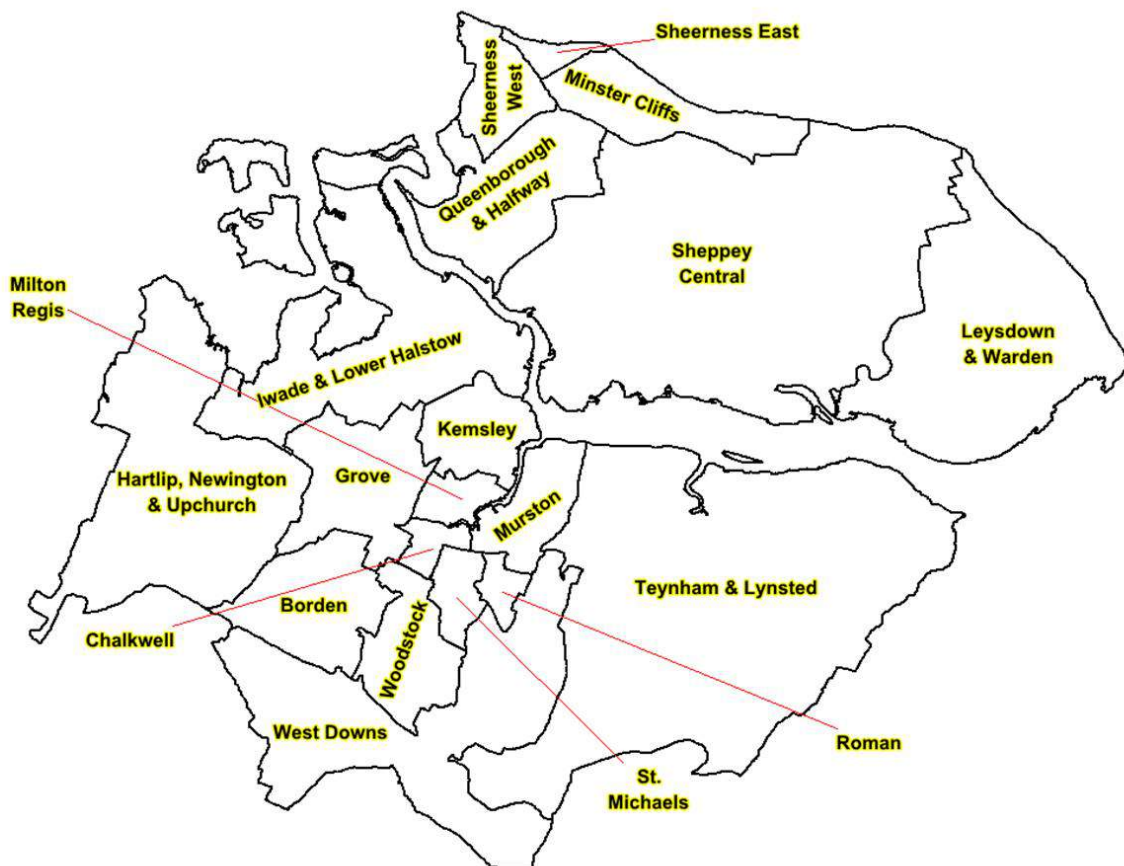 Sheerness East
Sheerness
West
Minster Cliffs
Queenborough
& Halfway
Sheppey
Central
Milton
Regis
Leysdown
& Warden
Iwade & Lower Halstow
Kemsley
Hartlip, Newington
& Upchurch
Grove
Murston
Teynham & Lynsted
Borden
Chalkwell
Woodstock
West Downs
Roman
St.
Michaels